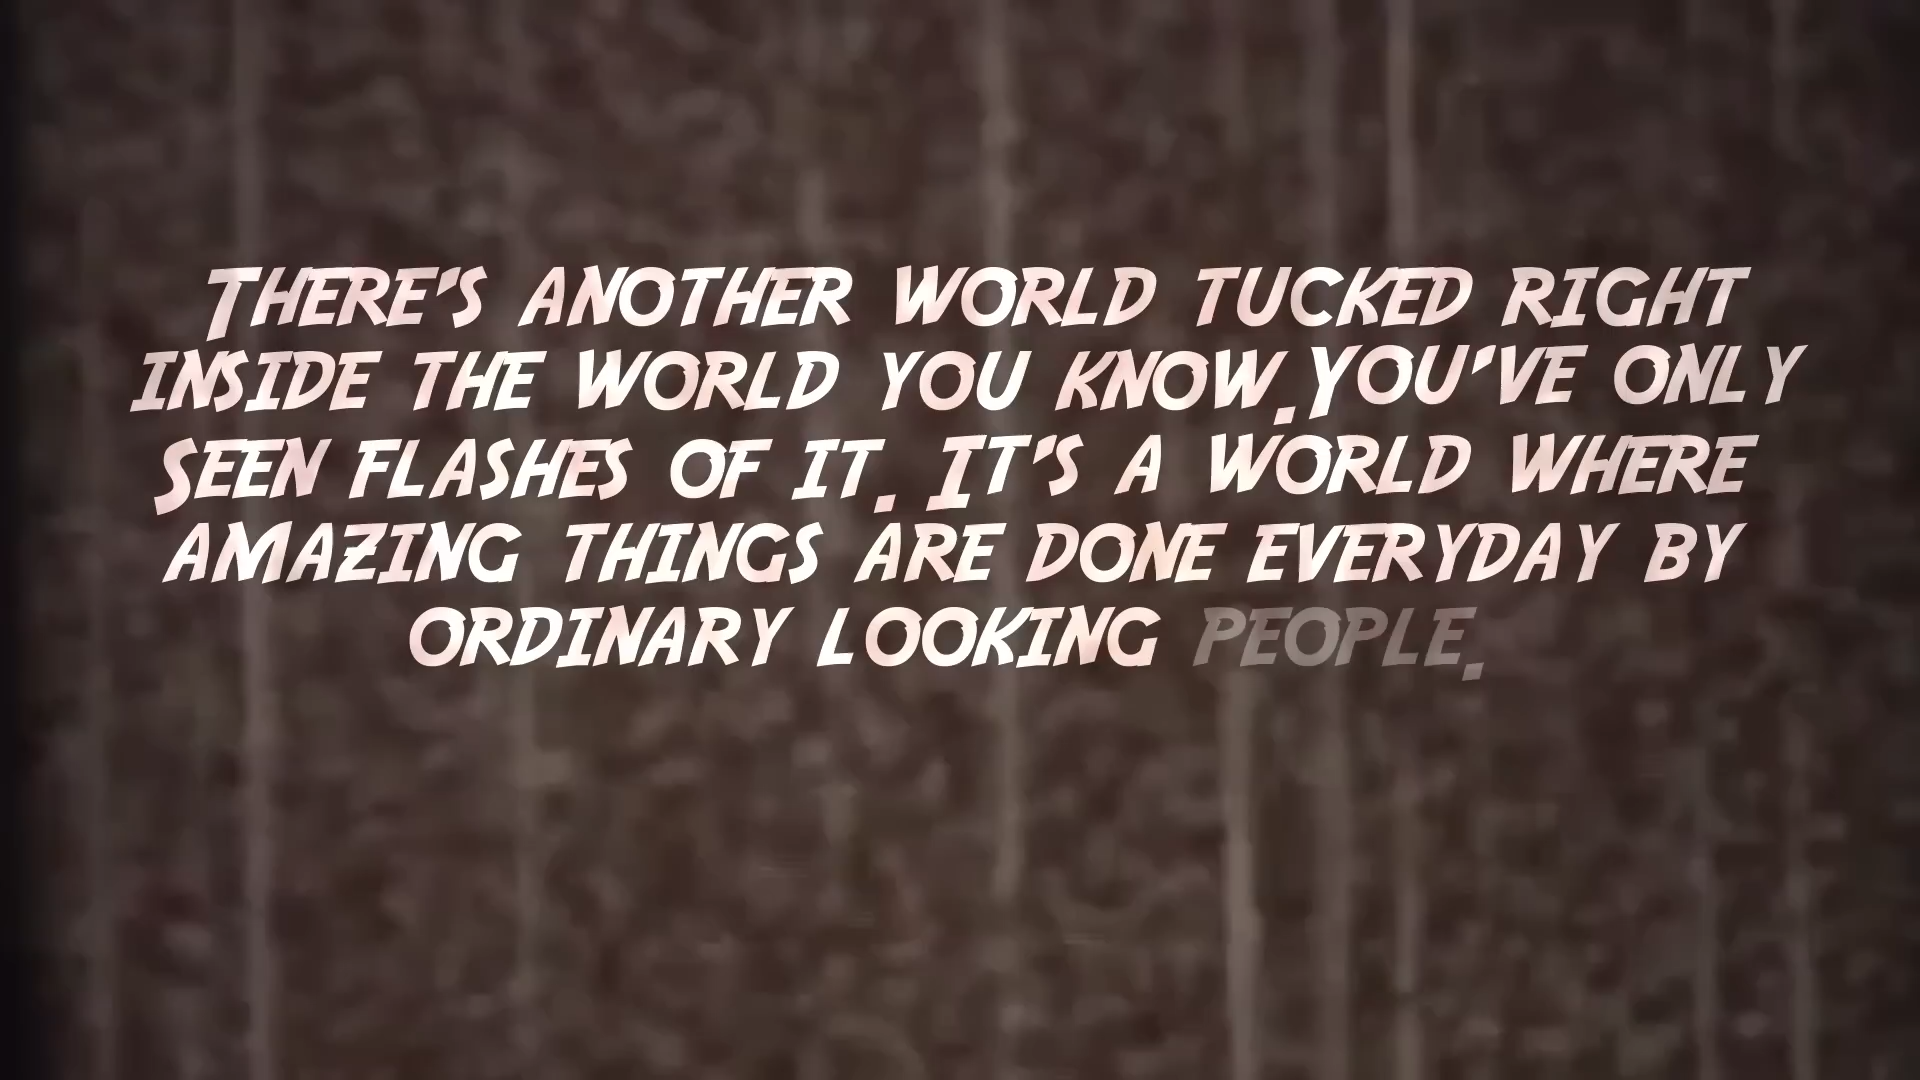 There's another world tucked right
inside the world you know. You've only
Seen flashes of it. It's a world where
amazing things are done everyday by
ordinary looking people.